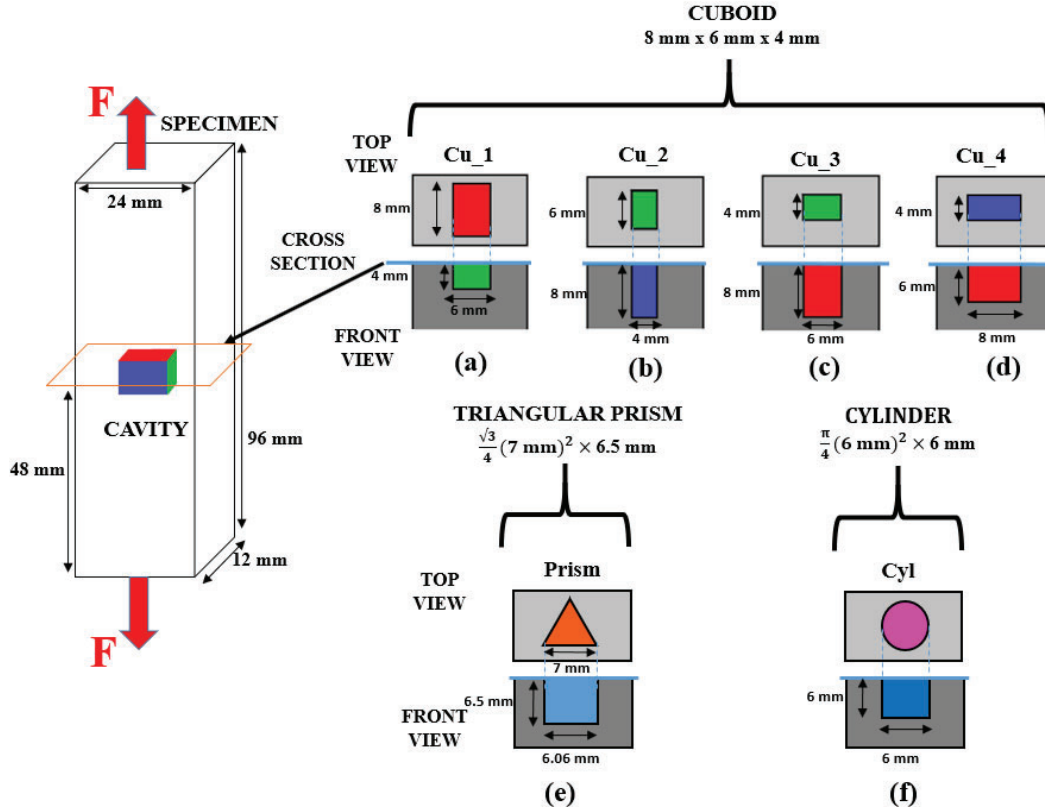 CUBOID
8 mm x 6 mm x 4 mm
F
SPECIMEN
24 mm
TOP
VIEW
Cu_1
Cu_2
Cu_3
Cu_4
8 mm
6 mm
4 mm
4 mm
CROSS
SECTION
4 mm
6 mm
8 mm
4 mm
8 mm
6 mm
6 mm
8 mm
FRONT
VIEW
(a)
(b)
(c)
(d)
CAVITY
48 mm
96 mm
12 mm
F
TRIANGULAR PRISM
√3/4 (7 mm)² × 6.5 mm
CYLINDER
π/4 (6 mm)² × 6 mm
TOP
VIEW
Prism
Cyl
7 mm
6.5 mm
6 mm
FRONT
VIEW
6.06 mm
6 mm
(e)
(f)